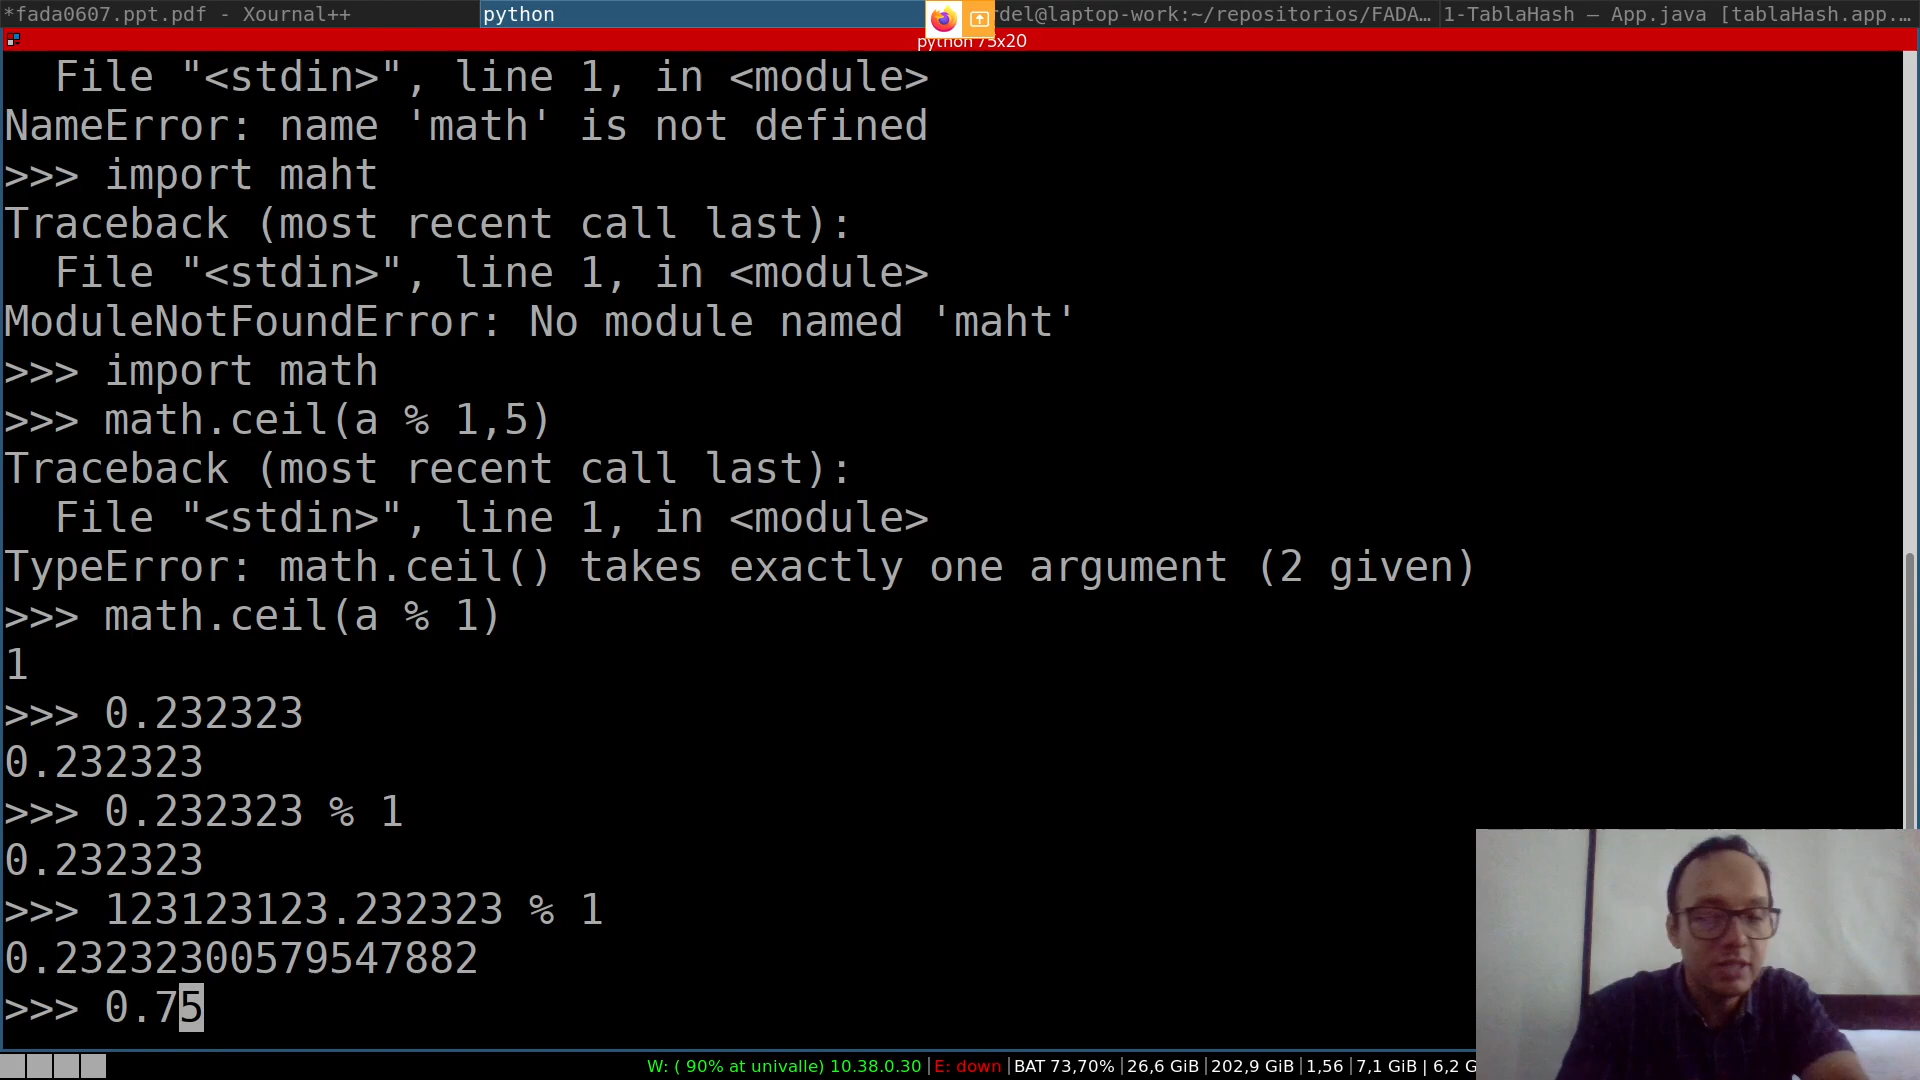 *fada0607.ppt.pdf - Xournal++
python
rdel@laptop-work:~/repositorios/FADA…
1-TablaHash – App.java [tablaHash.app.…
python 75x20
  File "<stdin>", line 1, in <module>
NameError: name 'math' is not defined
>>> import maht
Traceback (most recent call last):
  File "<stdin>", line 1, in <module>
ModuleNotFoundError: No module named 'maht'
>>> import math
>>> math.ceil(a % 1,5)
Traceback (most recent call last):
  File "<stdin>", line 1, in <module>
TypeError: math.ceil() takes exactly one argument (2 given)
>>> math.ceil(a % 1)
1
>>> 0.232323
0.232323
>>> 0.232323 % 1
0.232323
>>> 123123123.232323 % 1
0.23232300579547882
>>> 0.75
W: ( 90% at univalle) 10.38.0.30 | E: down | BAT 73,70% | 26,6 GiB | 202,9 GiB | 1,56 | 7,1 GiB | 6,2 G